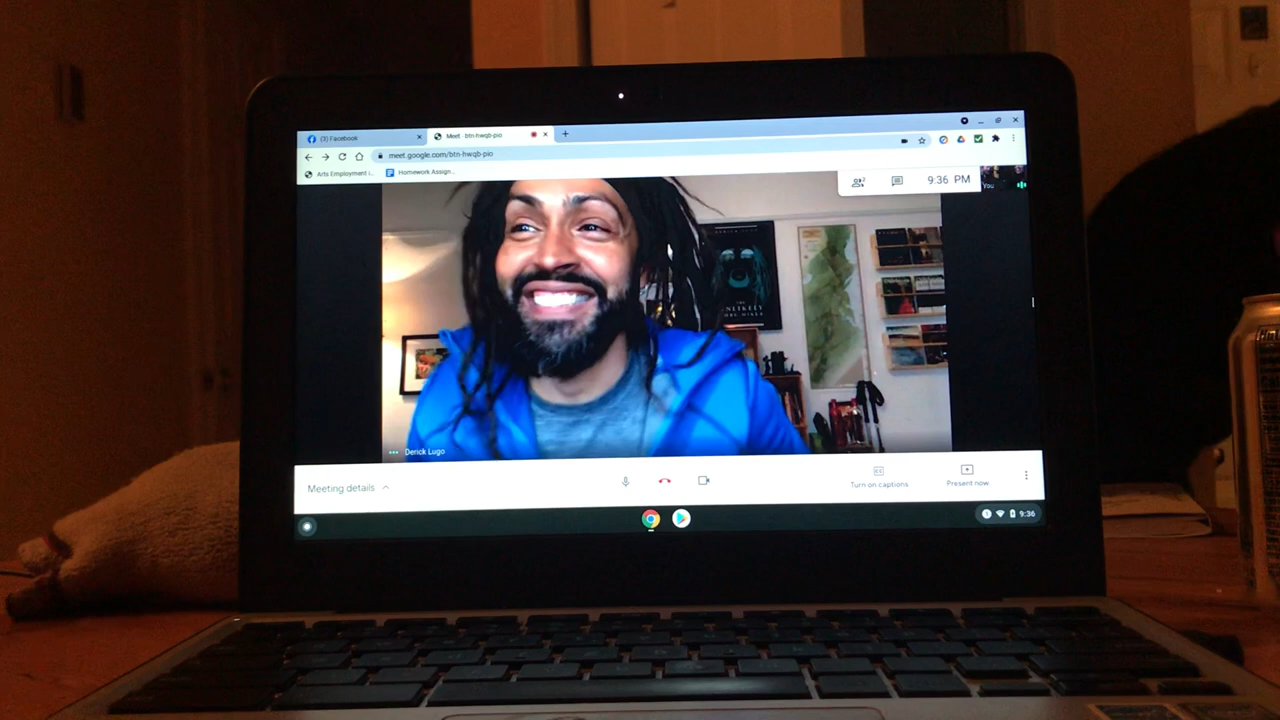 (3) Facebook
Meet - btn-hwqb-pio
meet.google.com/btn-hwqb-pio
Arts Employment i...
Homework Assign...
9:36 PM
You
Derick Lugo
Meeting details
Turn on captions
Present now
9:36
THE
UNLIKELY